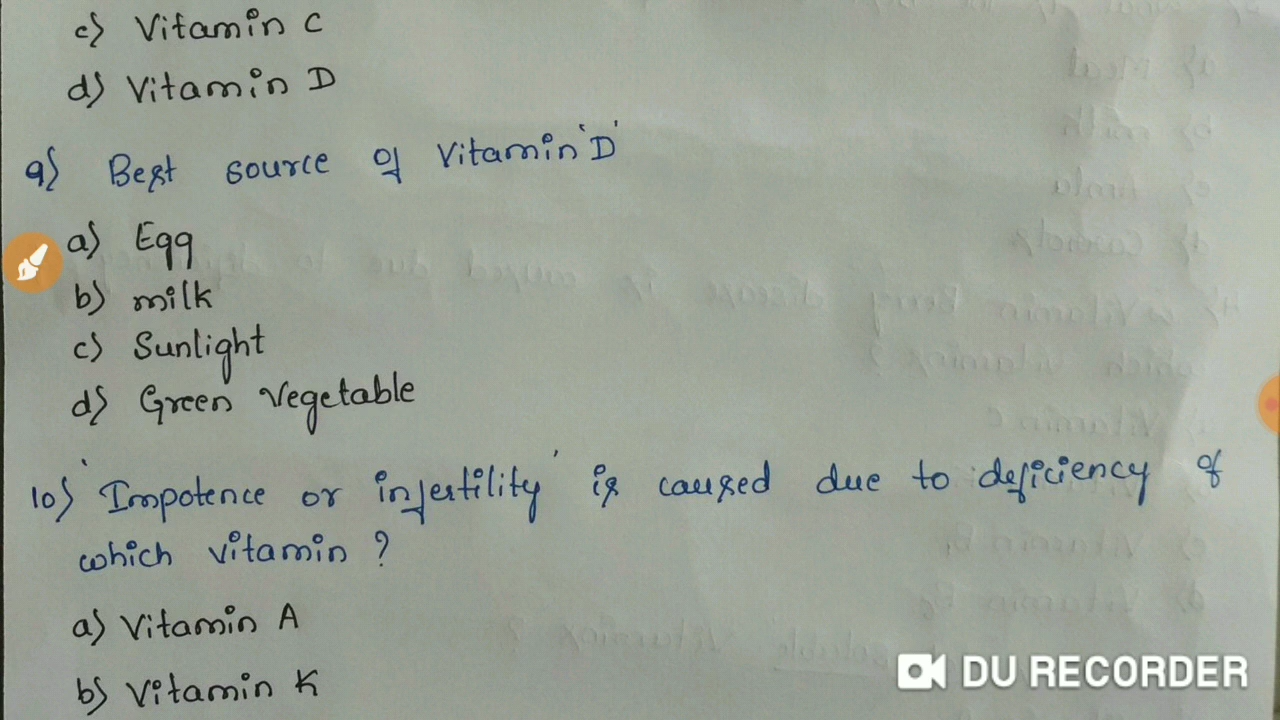 c) Vitamin C
d) Vitamin D
9) Best source of Vitamin 'D'
a) Egg
b) milk
c) Sunlight
d) Green Vegetable
10) 'Impotence or infertility' is caused due to deficiency of
which vitamin ?
a) Vitamin A
b) Vitamin K
DU RECORDER